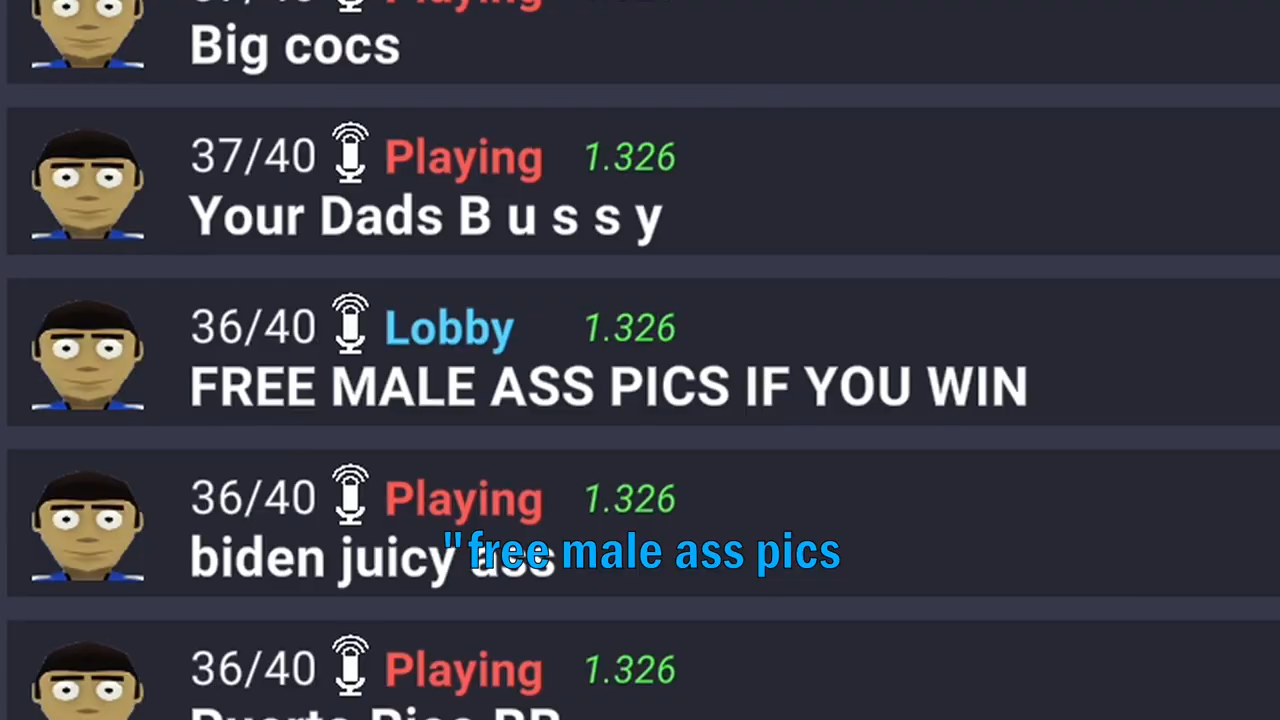 Big cocs
37/40 Playing 1.326
Your Dads B u s s y
36/40 Lobby 1.326
FREE MALE ASS PICS IF YOU WIN
36/40 Playing 1.326
biden juicy ass
"free male ass pics
36/40 Playing 1.326